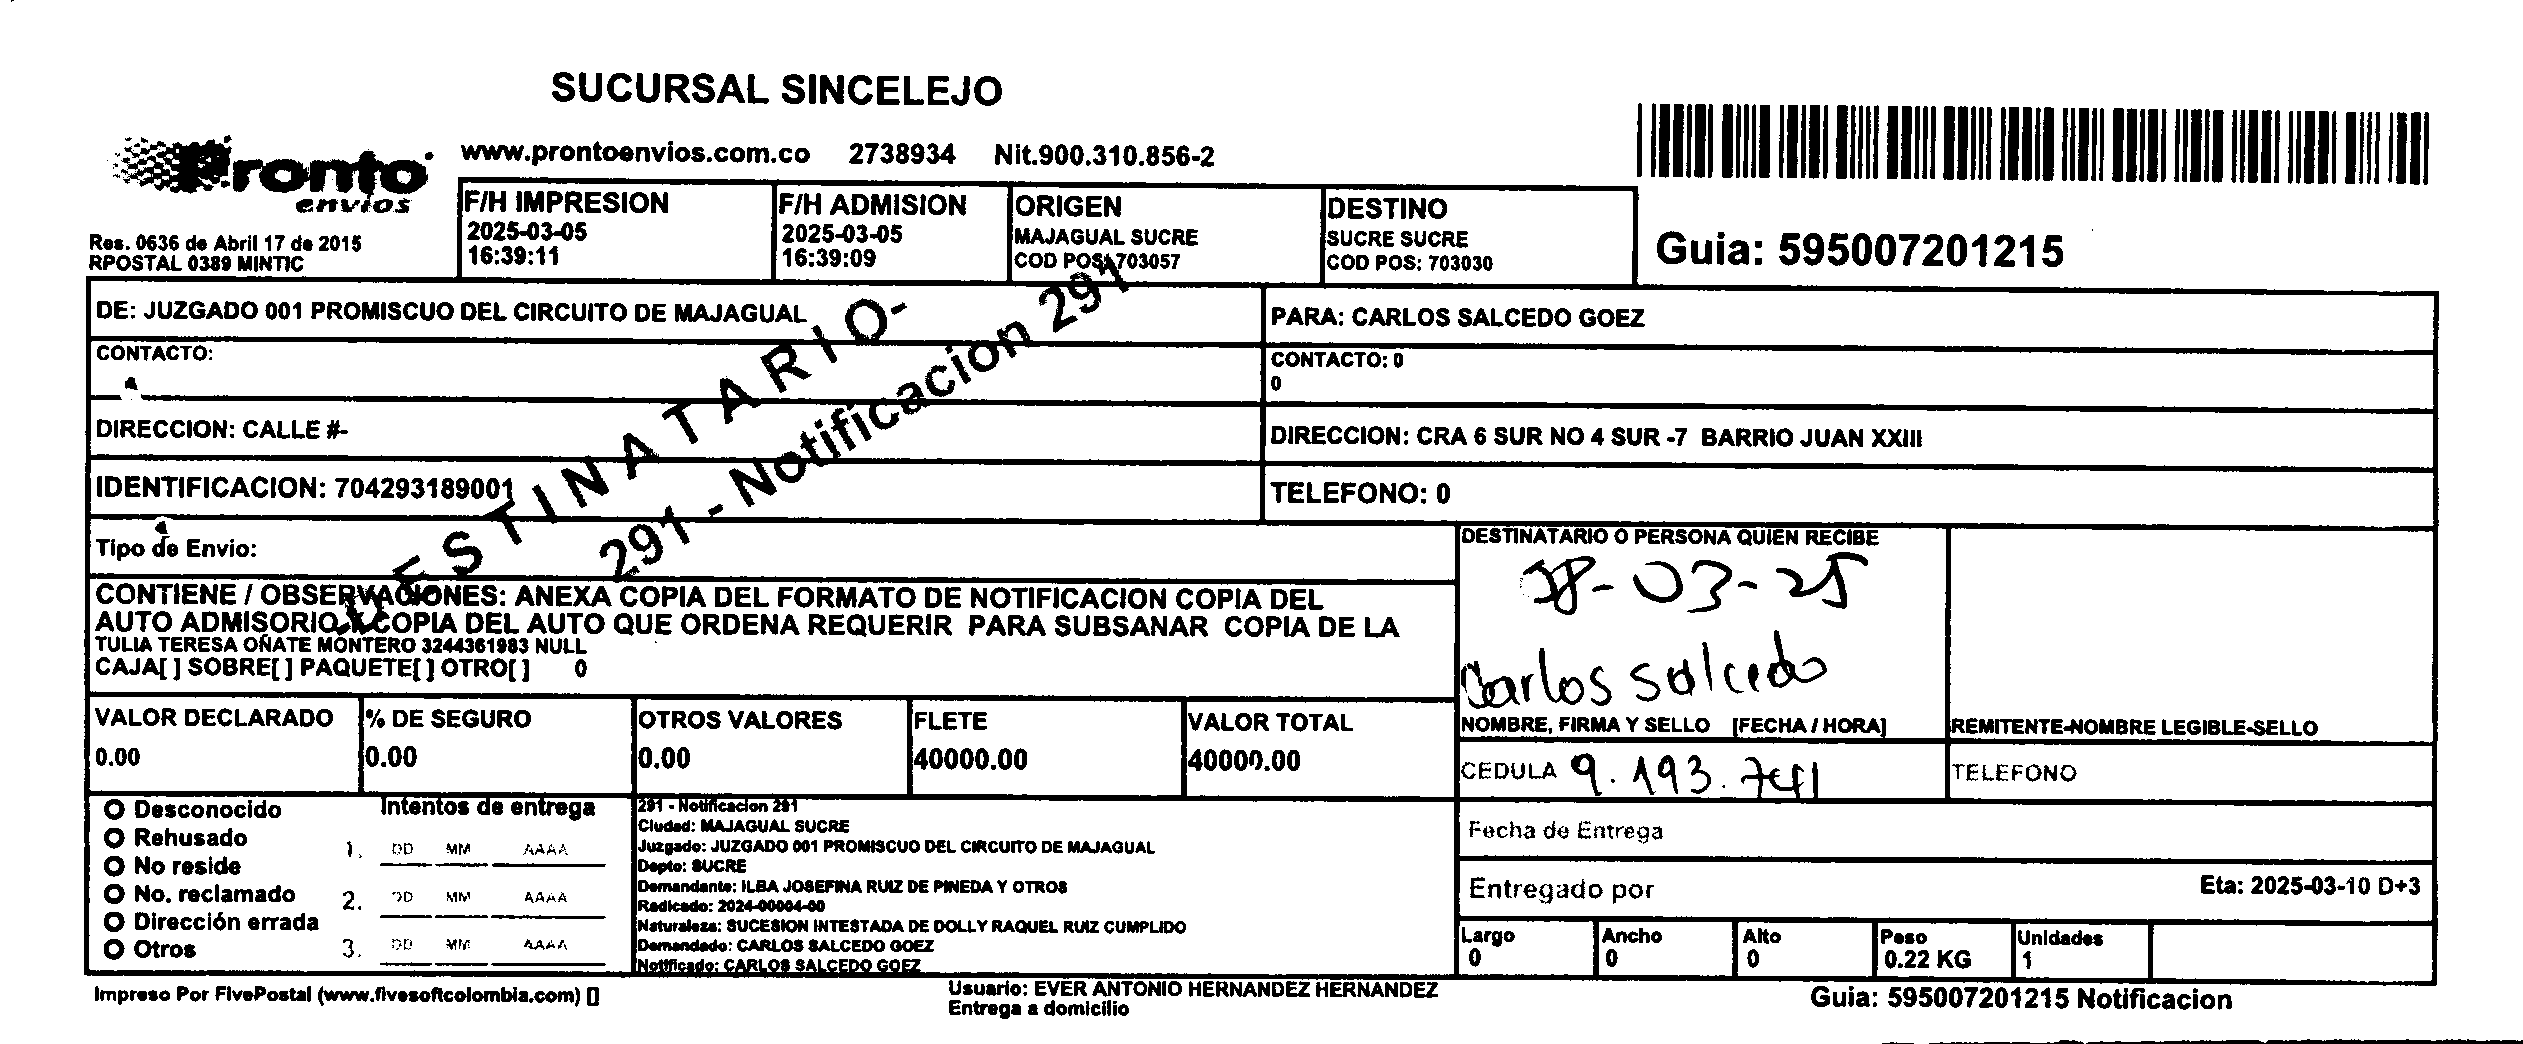 SUCURSAL SINCELEJO
Pronto envíos
www.prontoenvios.com.co 2738934 Nit.900.310.856-2
Res. 0636 de Abril 17 de 2015
RPOSTAL 0389 MINTIC
F/H IMPRESION
2025-03-05
16:39:11
F/H ADMISION
2025-03-05
16:39:09
ORIGEN
MAJAGUAL SUCRE
COD POS: 703057
DESTINO
SUCRE SUCRE
COD POS: 703030
Guia: 595007201215
DE: JUZGADO 001 PROMISCUO DEL CIRCUITO DE MAJAGUAL
PARA: CARLOS SALCEDO GOEZ
CONTACTO:
CONTACTO: 0
0
DIRECCION: CALLE #-
DIRECCION: CRA 6 SUR NO 4 SUR -7 BARRIO JUAN XXIII
IDENTIFICACION: 704293189001
TELEFONO: 0
DESTINATARIO-
291 - Notificacion 291
Tipo de Envio:
CONTIENE / OBSERVACIONES: ANEXA COPIA DEL FORMATO DE NOTIFICACION COPIA DEL
AUTO ADMISORIO Y COPIA DEL AUTO QUE ORDENA REQUERIR PARA SUBSANAR COPIA DE LA
TULIA TERESA OÑATE MONTERO 3244361983 NULL
CAJA[ ] SOBRE[ ] PAQUETE[ ] OTRO[ ] 0
DESTINATARIO O PERSONA QUIEN RECIBE
-03-25
Carlos Salcedo
NOMBRE, FIRMA Y SELLO [FECHA / HORA]
REMITENTE-NOMBRE LEGIBLE-SELLO
CEDULA 9.193.741
TELEFONO
VALOR DECLARADO
0.00
% DE SEGURO
0.00
OTROS VALORES
0.00
FLETE
40000.00
VALOR TOTAL
40000.00
Desconocido
Rehusado
No reside
No. reclamado
Dirección errada
Otros
Intentos de entrega
1. DD MM AAAA
2. DD MM AAAA
3. DD MM AAAA
291 - Notificacion 291
Ciudad: MAJAGUAL SUCRE
Juzgado: JUZGADO 001 PROMISCUO DEL CIRCUITO DE MAJAGUAL
Depto: SUCRE
Demandante: ILBA JOSEFINA RUIZ DE PINEDA Y OTROS
Radicado: 2024-00004-00
Naturaleza: SUCESION INTESTADA DE DOLLY RAQUEL RUIZ CUMPLIDO
Demandado: CARLOS SALCEDO GOEZ
Notificado: CARLOS SALCEDO GOEZ
Fecha de Entrega
Entregado por
Eta: 2025-03-10 D+3
Largo
0
Ancho
0
Alto
0
Peso
0.22 KG
Unidades
1
Impreso Por FivePostal (www.fivesoftcolombia.com) []
Usuario: EVER ANTONIO HERNANDEZ HERNANDEZ
Entrega a domicilio
Guia: 595007201215 Notificacion